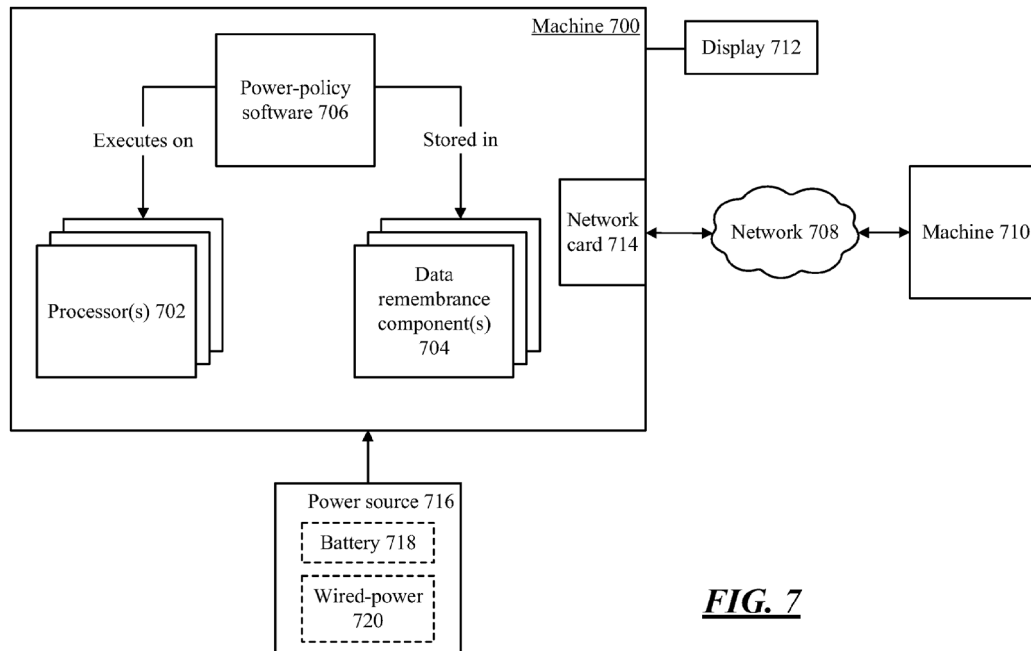 Machine 700
Display 712
Power-policy
software 706
Executes on
Stored in
Network
card 714
Network 708
Machine 710
Processor(s) 702
Data
remembrance
component(s)
704
Power source 716
Battery 718
Wired-power
720
FIG. 7